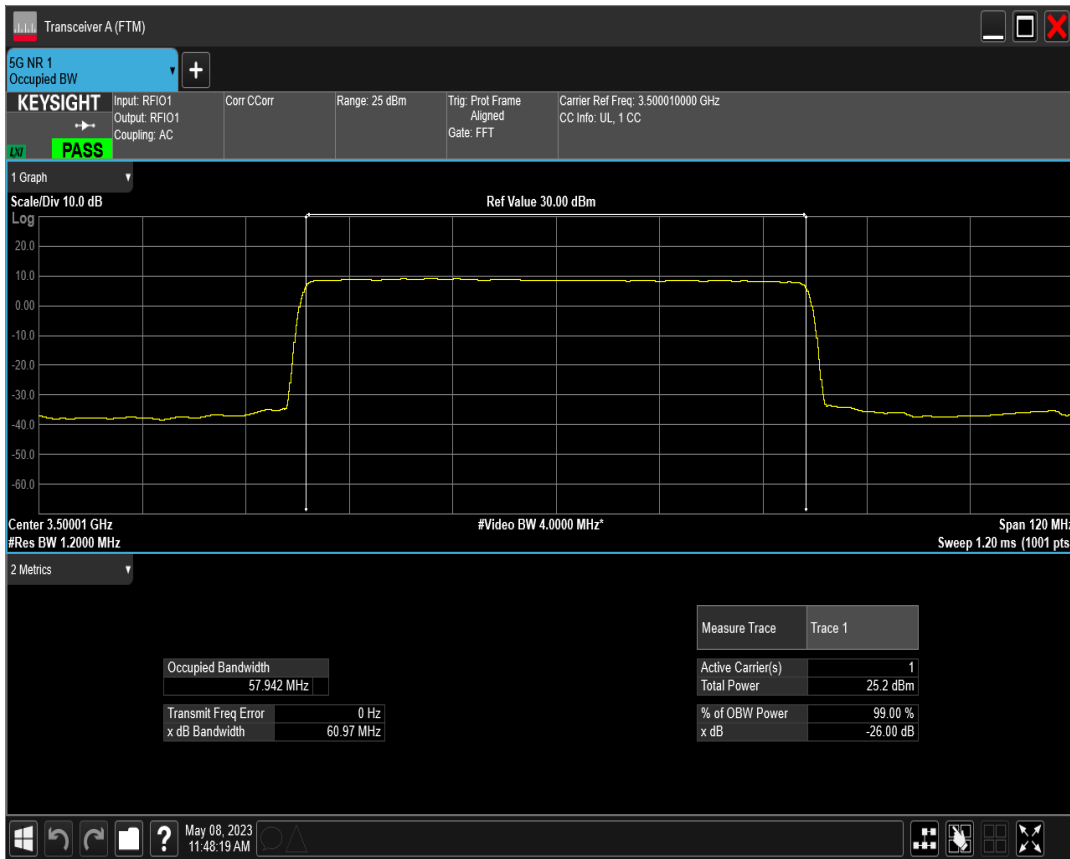 Transceiver A (FTM)
5G NR 1
Occupied BW
+
KEYSIGHT
LXI
PASS
Input: RFIO1
Output: RFIO1
Coupling: AC
Corr CCorr
Range: 25 dBm
Trig: Prot Frame
Aligned
Gate: FFT
Carrier Ref Freq: 3.500010000 GHz
CC Info: UL, 1 CC
1 Graph
Scale/Div 10.0 dB
Ref Value 30.00 dBm
Log
20.0
10.0
0.00
-10.0
-20.0
-30.0
-40.0
-50.0
-60.0
Center 3.50001 GHz
#Video BW 4.0000 MHz*
Span 120 MHz
#Res BW 1.2000 MHz
Sweep 1.20 ms (1001 pts
2 Metrics
Measure Trace Trace 1
Occupied Bandwidth
57.942 MHz
Active Carrier(s) 1
Total Power 25.2 dBm
Transmit Freq Error 0 Hz
x dB Bandwidth 60.97 MHz
% of OBW Power 99.00 %
x dB -26.00 dB
?
May 08, 2023
11:48:19 AM